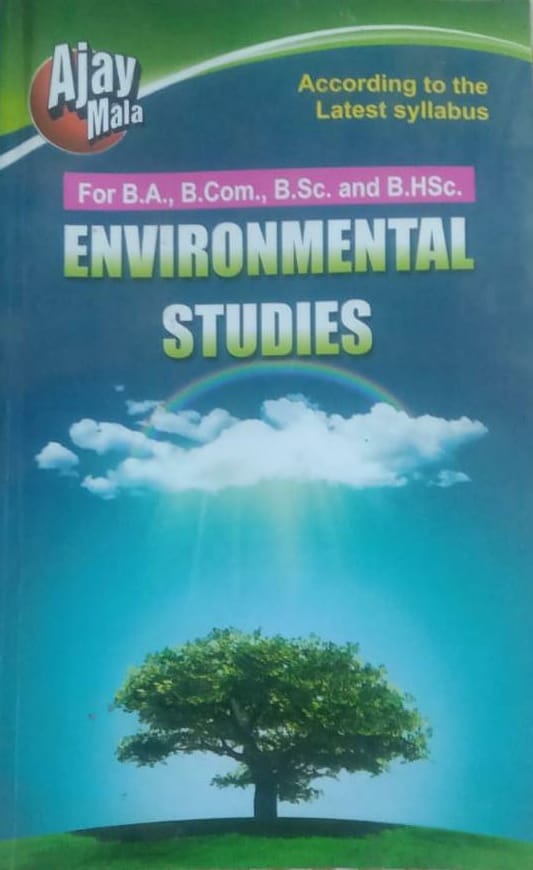 Ajay
Mala
According to the
Latest syllabus
For B.A., B.Com., B.Sc. and B.HSc.
ENVIRONMENTAL
STUDIES